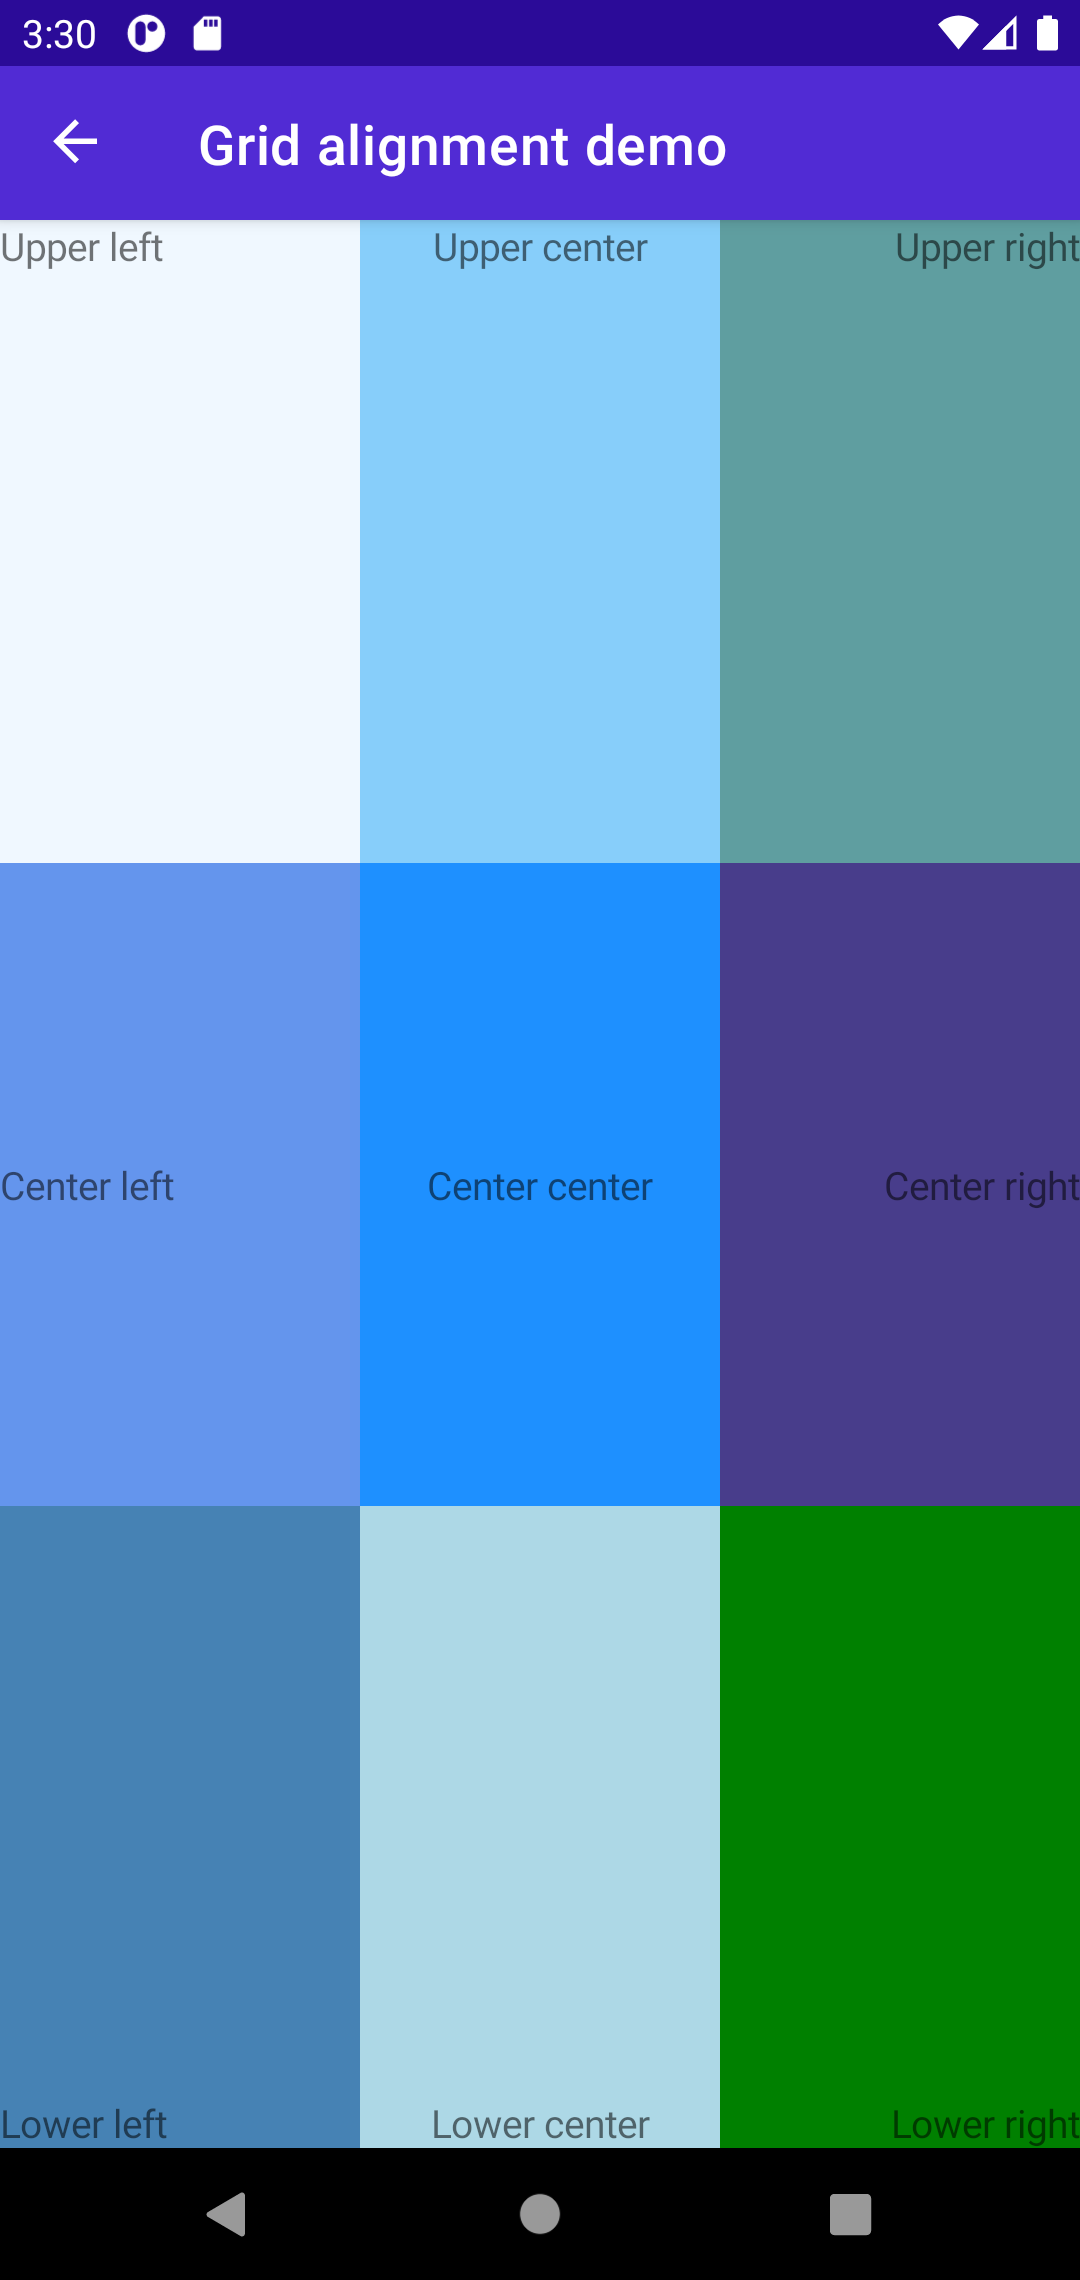 3:30
Grid alignment demo
Upper left
Upper center
Upper right
Center left
Center center
Center right
Lower left
Lower center
Lower right